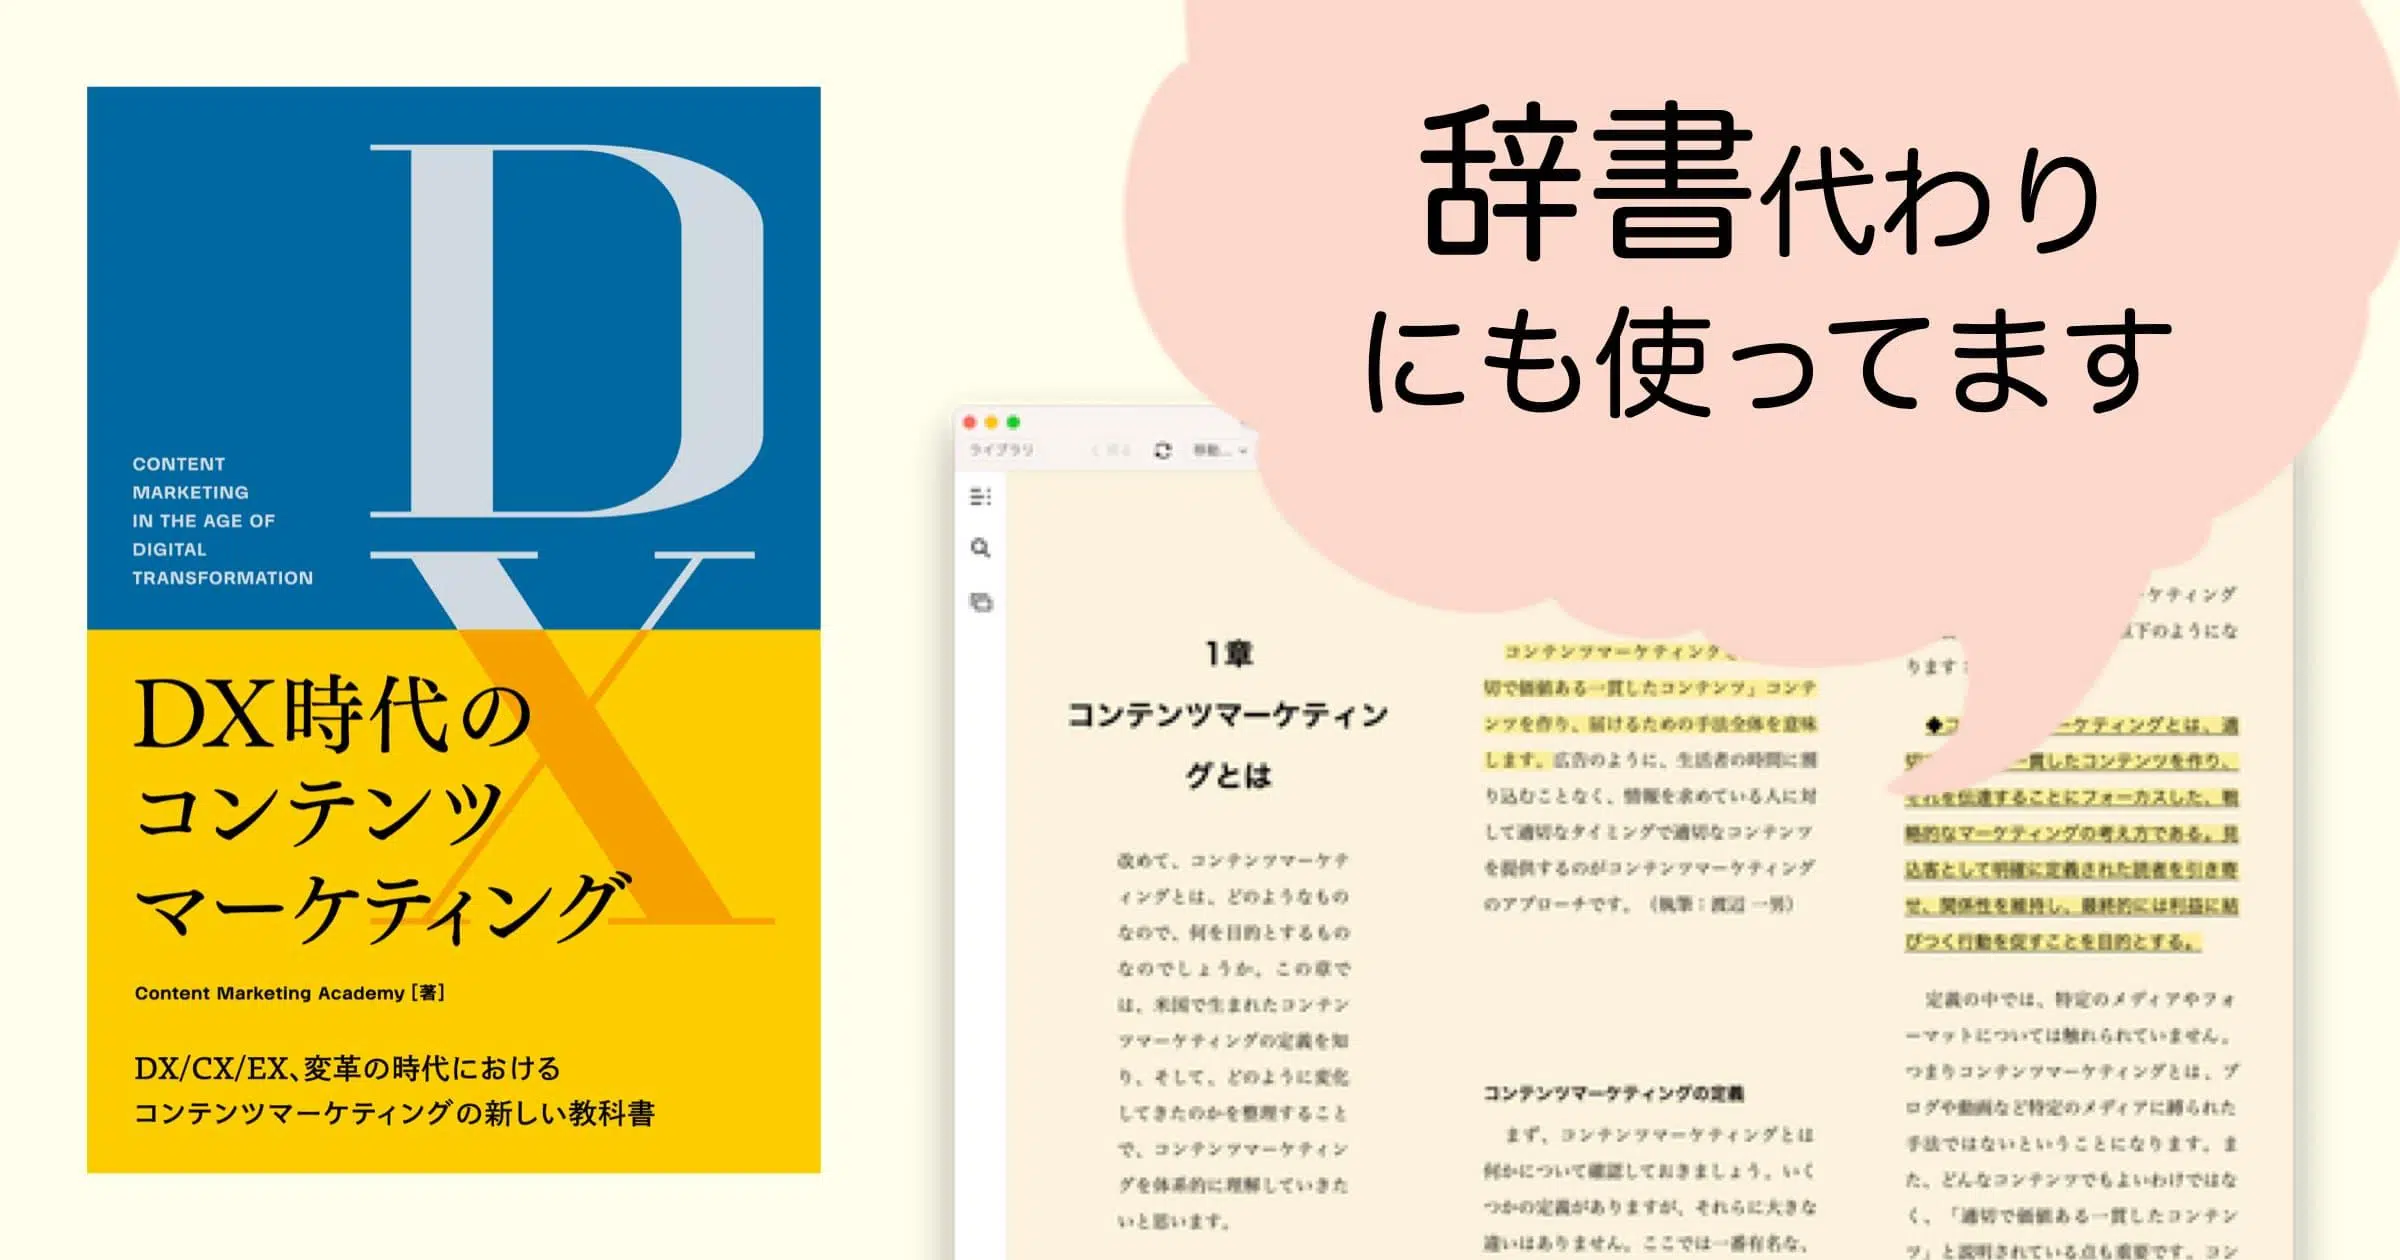 CONTENT
MARKETING
IN THE AGE OF
DIGITAL
TRANSFORMATION
DX
DX時代の
コンテンツ
マーケティング
Content Marketing Academy [著]
DX/CX/EX、変革の時代における
コンテンツマーケティングの新しい教科書
辞書代わり
にも使ってます
ライブラリ
移動...
1章
コンテンツマーケティン
グとは
改めて、コンテンツマーケテ
ィングとは、どのようなもの
なので、何を目的とするもの
なのでしょうか。この章で
は、米国で生まれたコンテン
ツマーケティングの定義を知
り、そして、どのように変化
してきたのかを整理すること
で、コンテンツマーケティン
グを体系的に理解していきた
いと思います。
コンテンツマーケティング
切で価値ある一貫したコンテンツ」コンテ
ンツを作り、届けるための手法全体を意味
します。広告のように、生活者の時間に割
り込むことなく、情報を求めている人に対
して適切なタイミングで適切なコンテンツ
を提供するのがコンテンツマーケティング
のアプローチです。（執筆：渡辺 一男）
コンテンツマーケティングの定義
まず、コンテンツマーケティングとは
何かについて確認しておきましょう。いく
つかの定義がありますが、それらに大きな
違いはありません。ここでは一番有名な、
ケティング
下のようにな
ります：
◆コ
ーケティングとは、適
切
一貫したコンテンツを作り、
それを伝達することにフォーカスした、戦
略的なマーケティングの考え方である。見
込客として明確に定義された読者を引き寄
せ、関係性を維持し、最終的には利益に結
びつく行動を促すことを目的とする。
定義の中では、特定のメディアやフォ
ーマットについては触れられていません。
つまりコンテンツマーケティングとは、ブ
ログや動画など特定のメディアに縛られた
手法ではないということになります。ま
た、どんなコンテンツでもよいわけではな
く、「適切で価値ある一貫したコンテン
ツ」と説明されている点も重要です。コン